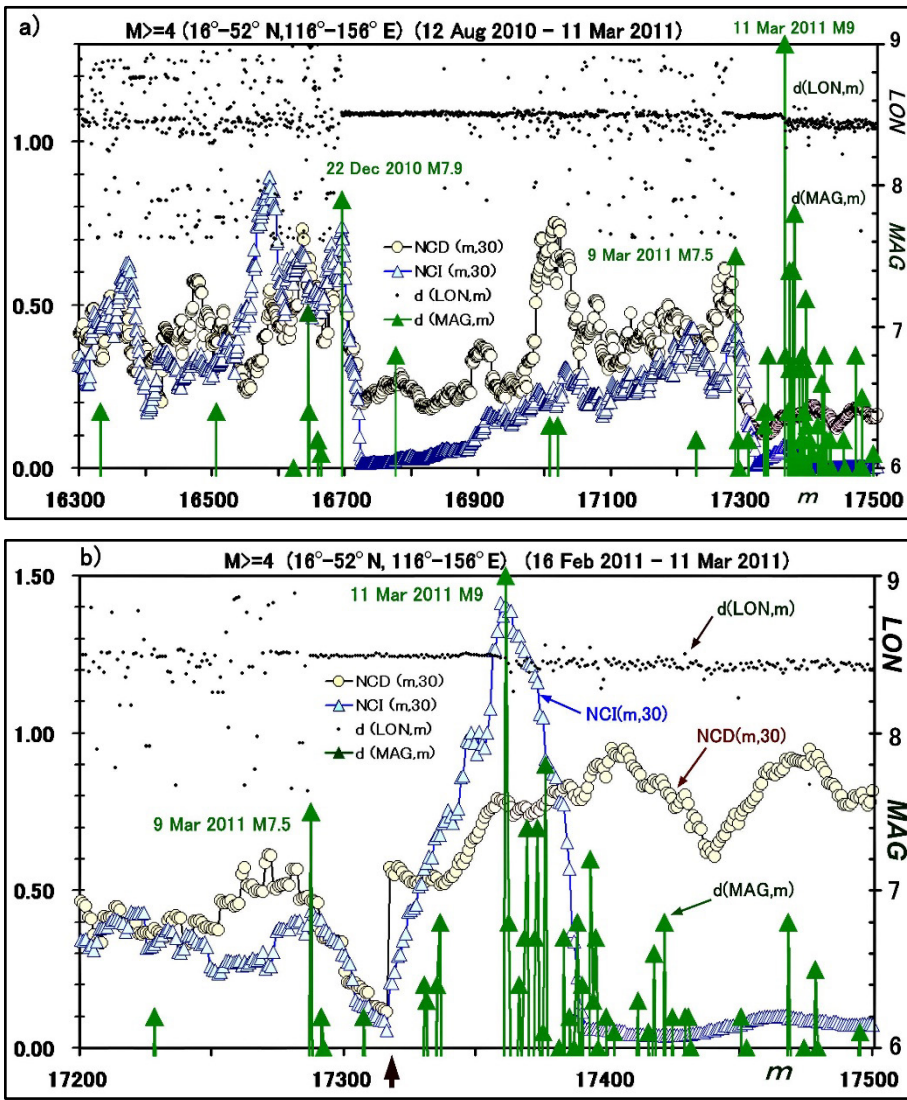 a)
M>=4 (16°−52° N,116°−156° E) (12 Aug 2010 − 11 Mar 2011)
11 Mar 2011 M9
9
1.00
d(LON,m)
LON
22 Dec 2010 M7.9
8
d(MAG,m)
MAG
NCD (m,30)
9 Mar 2011 M7.5
NCI (m,30)
d (LON,m)
d (MAG,m)
0.50
7
0.00
6
16300 16500 16700 16900 17100 17300 m 17500
b)
M>=4 (16°−52° N, 116°−156° E) (16 Feb 2011 − 11 Mar 2011)
1.50
9
11 Mar 2011 M9
d(LON,m)
LON
NCD (m,30)
NCI (m,30)
NCI(m,30)
d (LON,m)
1.00
NCD(m,30)
8
d (MAG,m)
9 Mar 2011 M7.5
MAG
d(MAG,m)
0.50
7
0.00
6
17200 17300 17400 m 17500